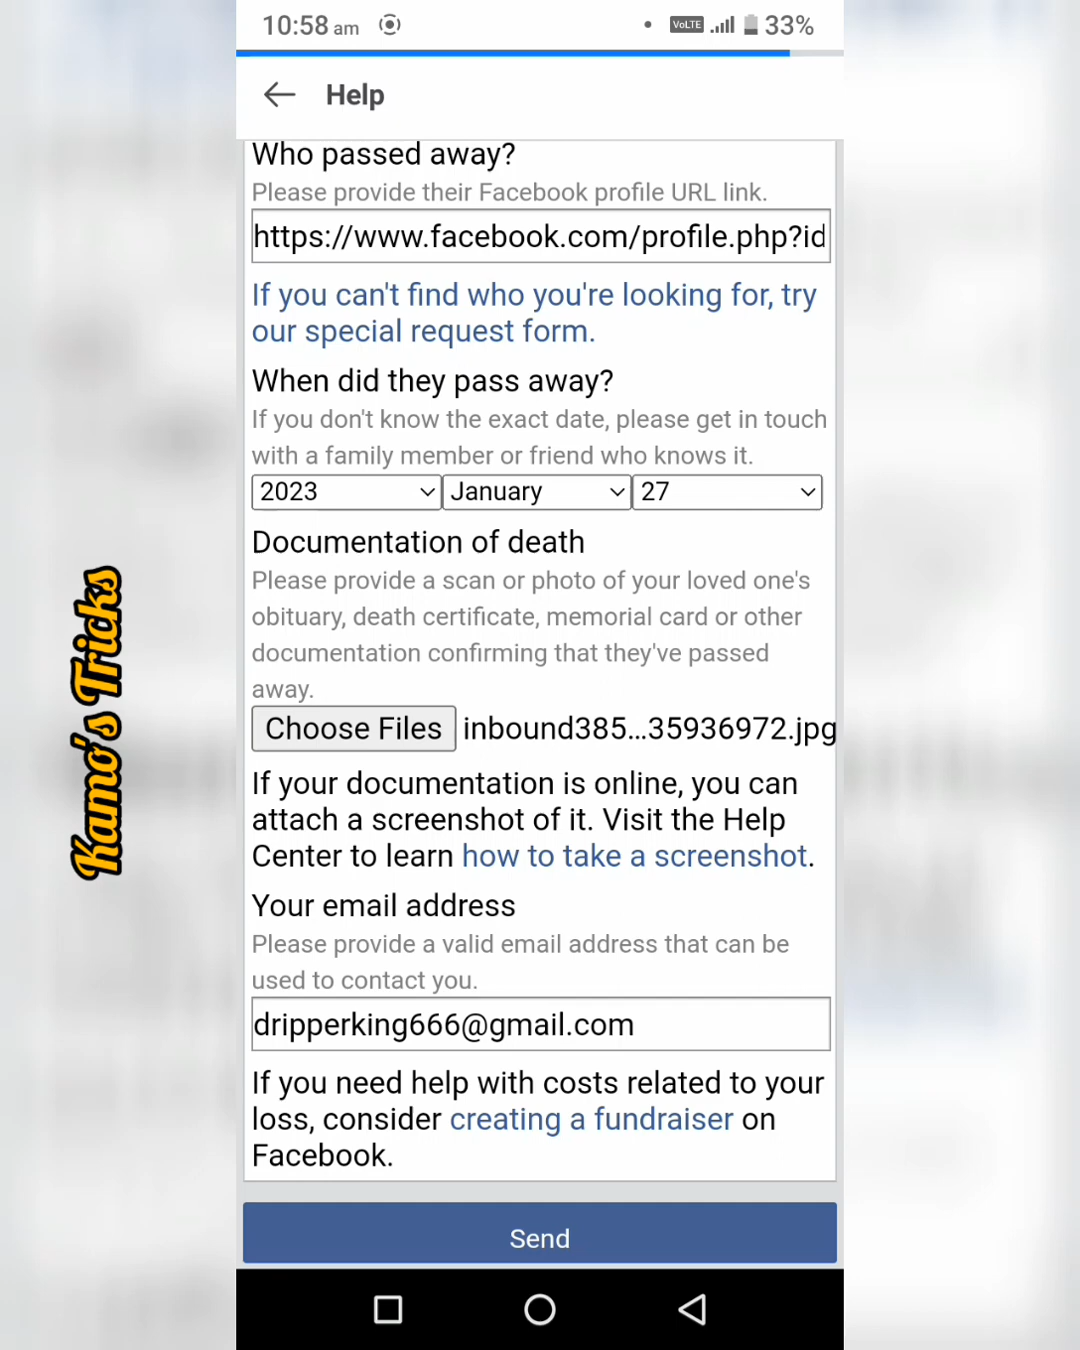 10:58 am
VoLTE
33%
Help
Who passed away?
Please provide their Facebook profile URL link.
https://www.facebook.com/profile.php?id
If you can't find who you're looking for, try
our special request form.
When did they pass away?
If you don't know the exact date, please get in touch
with a family member or friend who knows it.
2023 January 27
Documentation of death
Please provide a scan or photo of your loved one's
obituary, death certificate, memorial card or other
documentation confirming that they've passed
away.
Choose Files inbound385...35936972.jpg
If your documentation is online, you can
attach a screenshot of it. Visit the Help
Center to learn how to take a screenshot.
Your email address
Please provide a valid email address that can be
used to contact you.
dripperking666@gmail.com
If you need help with costs related to your
loss, consider creating a fundraiser on
Facebook.
Send
Kamo's Tricks